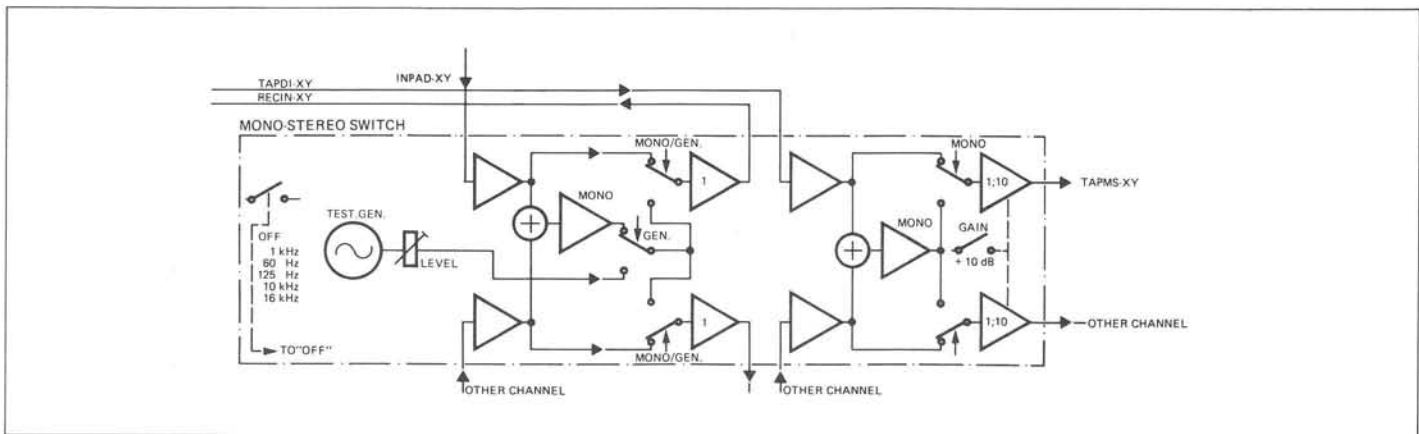 INPAD-XY
TAPDI-XY
RECIN-XY
MONO-STEREO SWITCH
MONO/GEN.
MONO
1
1;10
TAPMS-XY
TEST.GEN.
MONO
GEN.
MONO
GAIN
+ 10 dB
OFF
1 kHz
60 Hz
125 Hz
10 kHz
16 kHz
LEVEL
1
1;10
OTHER CHANNEL
TO"OFF"
MONO/GEN.
OTHER CHANNEL
OTHER CHANNEL